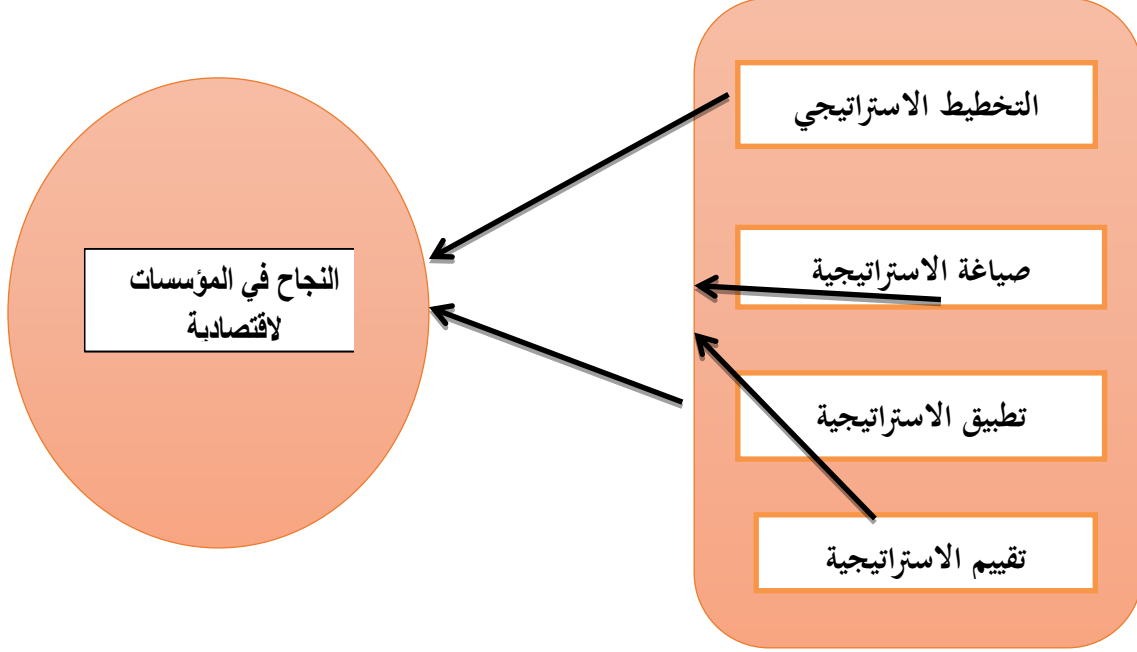 التخطيط الاستراتيجي
صياغة الاستراتيجية
تطبيق الاستراتيجية
تقييم الاستراتيجية
النجاح في المؤسسات
لاقتصادية